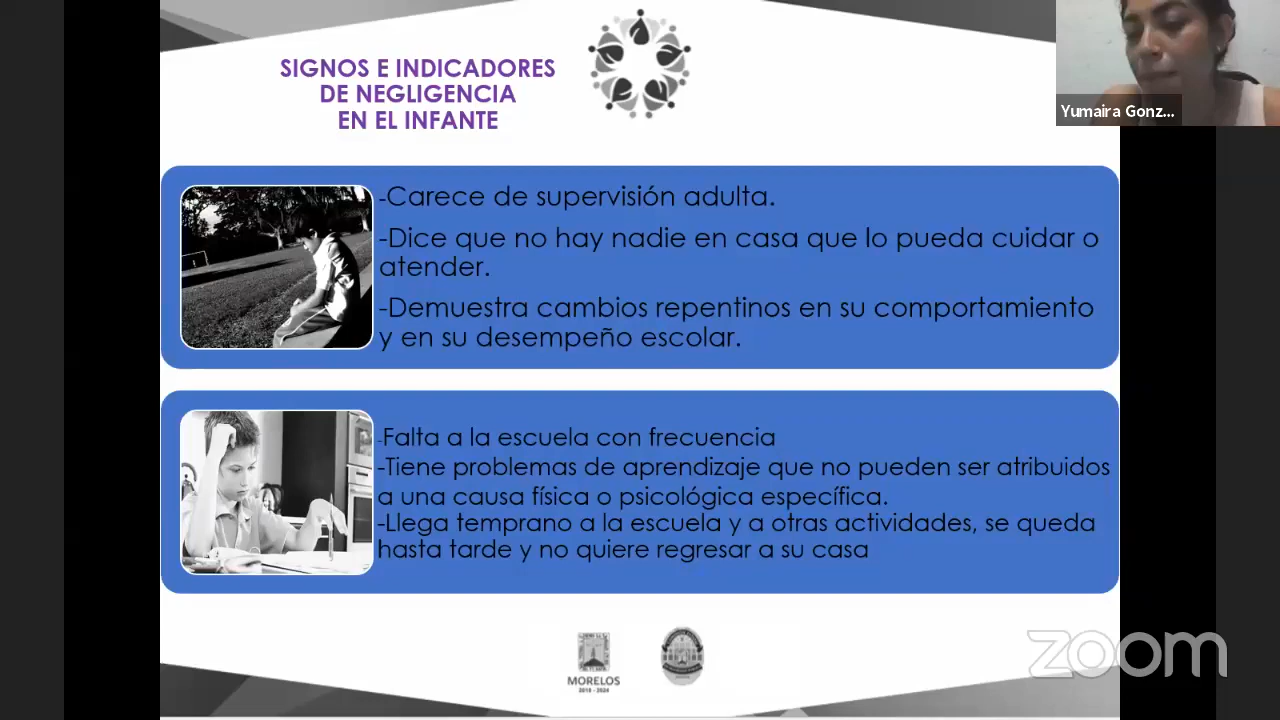 SIGNOS E INDICADORES
DE NEGLIGENCIA
EN EL INFANTE
Yumaira Gonz...
-Carece de supervisión adulta.
-Dice que no hay nadie en casa que lo pueda cuidar o
atender.
-Demuestra cambios repentinos en su comportamiento
y en su desempeño escolar.
-Falta a la escuela con frecuencia
-Tiene problemas de aprendizaje que no pueden ser atribuidos
a una causa física o psicológica específica.
-Llega temprano a la escuela y a otras actividades, se queda
hasta tarde y no quiere regresar a su casa
MORELOS
2018 - 2024
zoom